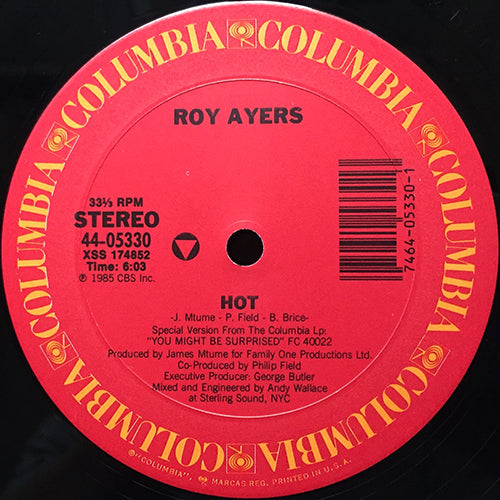 COLUMBIA COLUMBIA COLUMBIA COLUMBIA COLUMBIA COLUMBIA
ROY AYERS
33⅓ RPM
STEREO
44-05330
XSS 174852
Time: 6:03
℗ 1985 CBS Inc.
7464-05330-1
HOT
-J. Mtume - P. Field - B. Brice-
Special Version From The Columbia Lp:
"YOU MIGHT BE SURPRISED" FC 40022
Produced by James Mtume for Family One Productions Ltd.
Co-Produced by Philip Field
Executive Producer: George Butler
Mixed and Engineered by Andy Wallace
at Sterling Sound, NYC
®"COLUMBIA", MARCAS REG. PRINTED IN U.S.A.